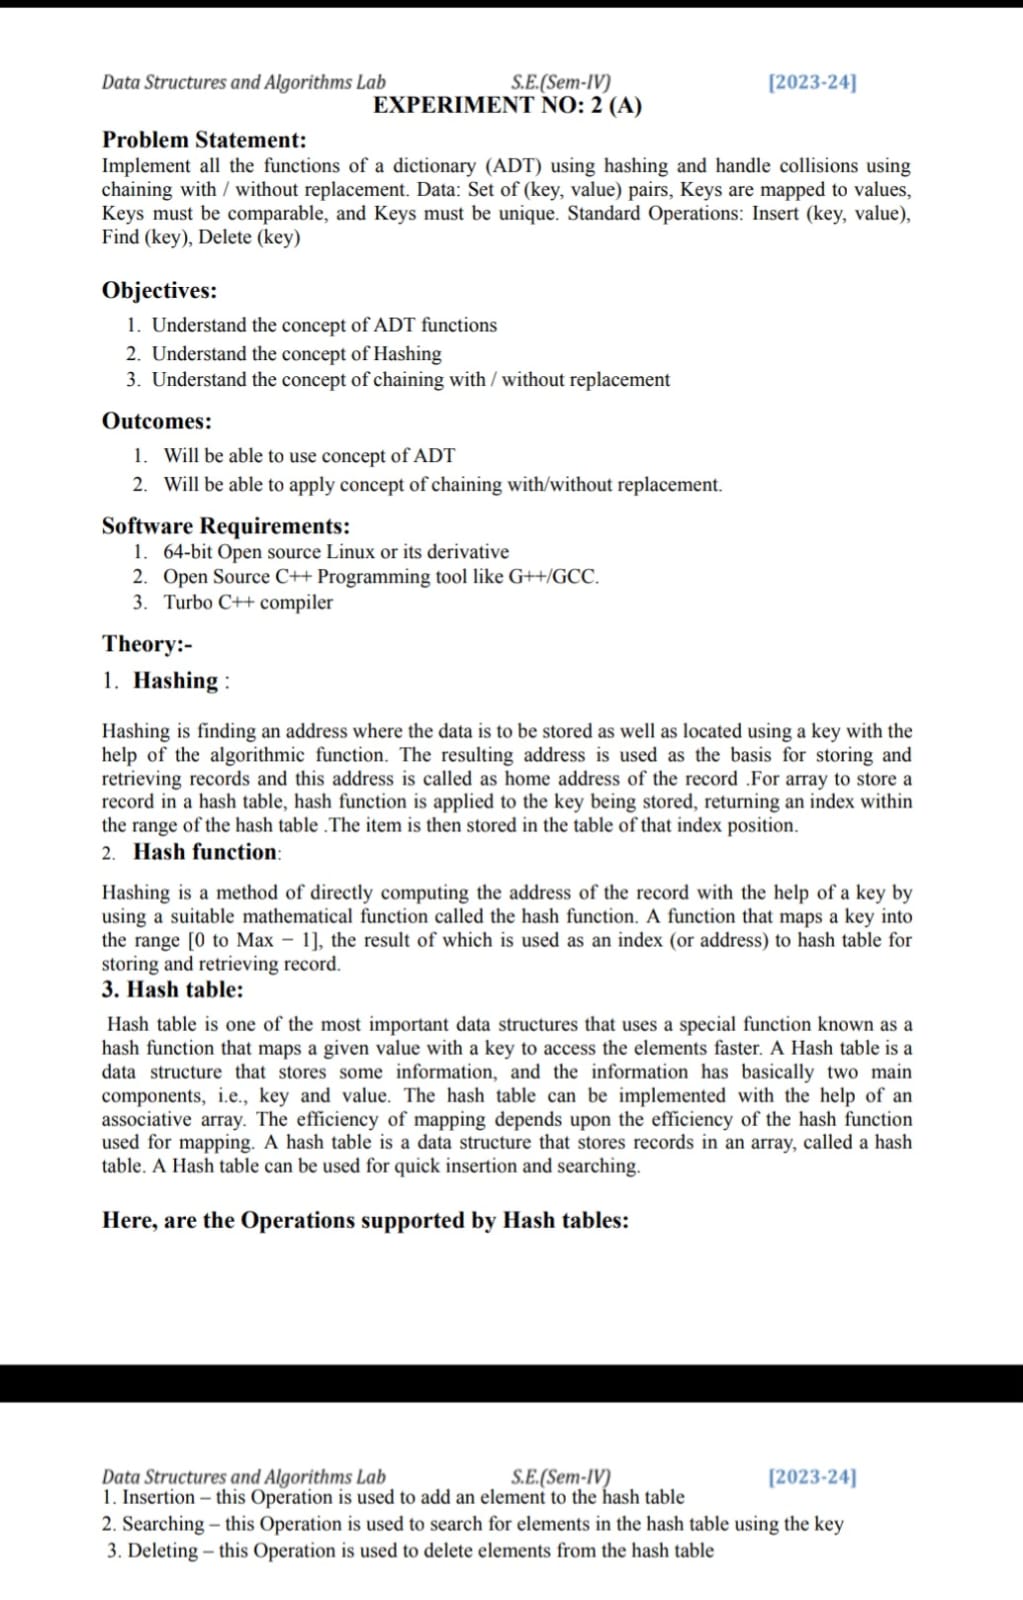 Data Structures and Algorithms Lab S.E.(Sem-IV) [2023-24]
EXPERIMENT NO: 2 (A)
Problem Statement:
Implement all the functions of a dictionary (ADT) using hashing and handle collisions using
chaining with / without replacement. Data: Set of (key, value) pairs, Keys are mapped to values,
Keys must be comparable, and Keys must be unique. Standard Operations: Insert (key, value),
Find (key), Delete (key)
Objectives:
1. Understand the concept of ADT functions
2. Understand the concept of Hashing
3. Understand the concept of chaining with / without replacement
Outcomes:
1. Will be able to use concept of ADT
2. Will be able to apply concept of chaining with/without replacement.
Software Requirements:
1. 64-bit Open source Linux or its derivative
2. Open Source C++ Programming tool like G++/GCC.
3. Turbo C++ compiler
Theory:-
1. Hashing :
Hashing is finding an address where the data is to be stored as well as located using a key with the
help of the algorithmic function. The resulting address is used as the basis for storing and
retrieving records and this address is called as home address of the record .For array to store a
record in a hash table, hash function is applied to the key being stored, returning an index within
the range of the hash table .The item is then stored in the table of that index position.
2. Hash function:
Hashing is a method of directly computing the address of the record with the help of a key by
using a suitable mathematical function called the hash function. A function that maps a key into
the range [0 to Max − 1], the result of which is used as an index (or address) to hash table for
storing and retrieving record.
3. Hash table:
Hash table is one of the most important data structures that uses a special function known as a
hash function that maps a given value with a key to access the elements faster. A Hash table is a
data structure that stores some information, and the information has basically two main
components, i.e., key and value. The hash table can be implemented with the help of an
associative array. The efficiency of mapping depends upon the efficiency of the hash function
used for mapping. A hash table is a data structure that stores records in an array, called a hash
table. A Hash table can be used for quick insertion and searching.
Here, are the Operations supported by Hash tables:
Data Structures and Algorithms Lab S.E.(Sem-IV) [2023-24]
1. Insertion – this Operation is used to add an element to the hash table
2. Searching – this Operation is used to search for elements in the hash table using the key
3. Deleting – this Operation is used to delete elements from the hash table